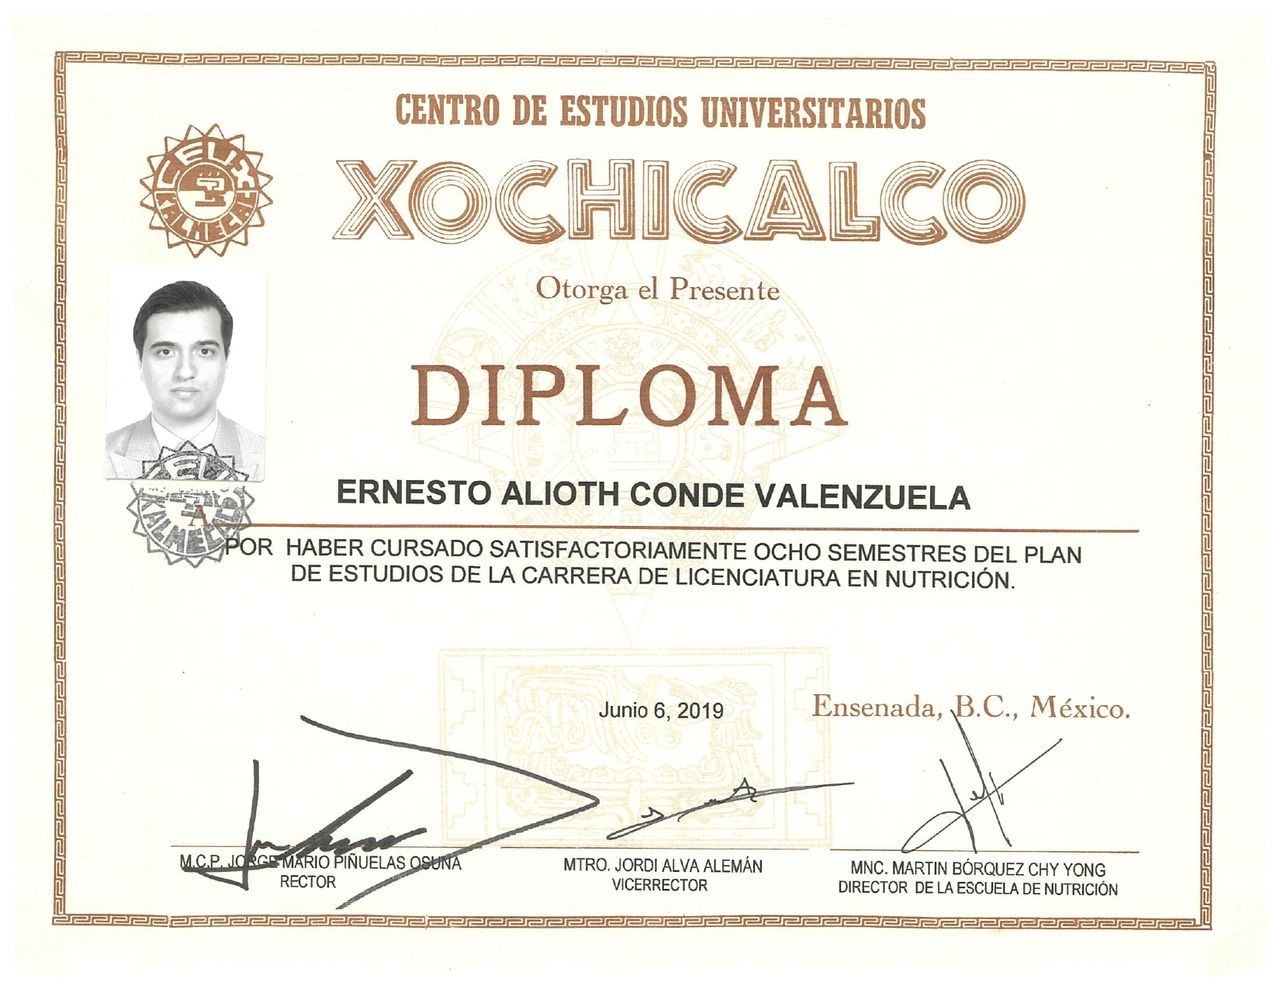 CENTRO DE ESTUDIOS UNIVERSITARIOS
XOCHICALCO
CEUX
KALMECAC
Otorga el Presente
DIPLOMA
ERNESTO ALIOTH CONDE VALENZUELA
A
POR HABER CURSADO SATISFACTORIAMENTE OCHO SEMESTRES DEL PLAN
DE ESTUDIOS DE LA CARRERA DE LICENCIATURA EN NUTRICIÓN.
Junio 6, 2019
Ensenada, B.C., México.
M.C.P. JORGE MARIO PIÑUELAS OSUNA
RECTOR
MTRO. JORDI ALVA ALEMÁN
VICERRECTOR
MNC. MARTIN BÓRQUEZ CHY YONG
DIRECTOR DE LA ESCUELA DE NUTRICIÓN